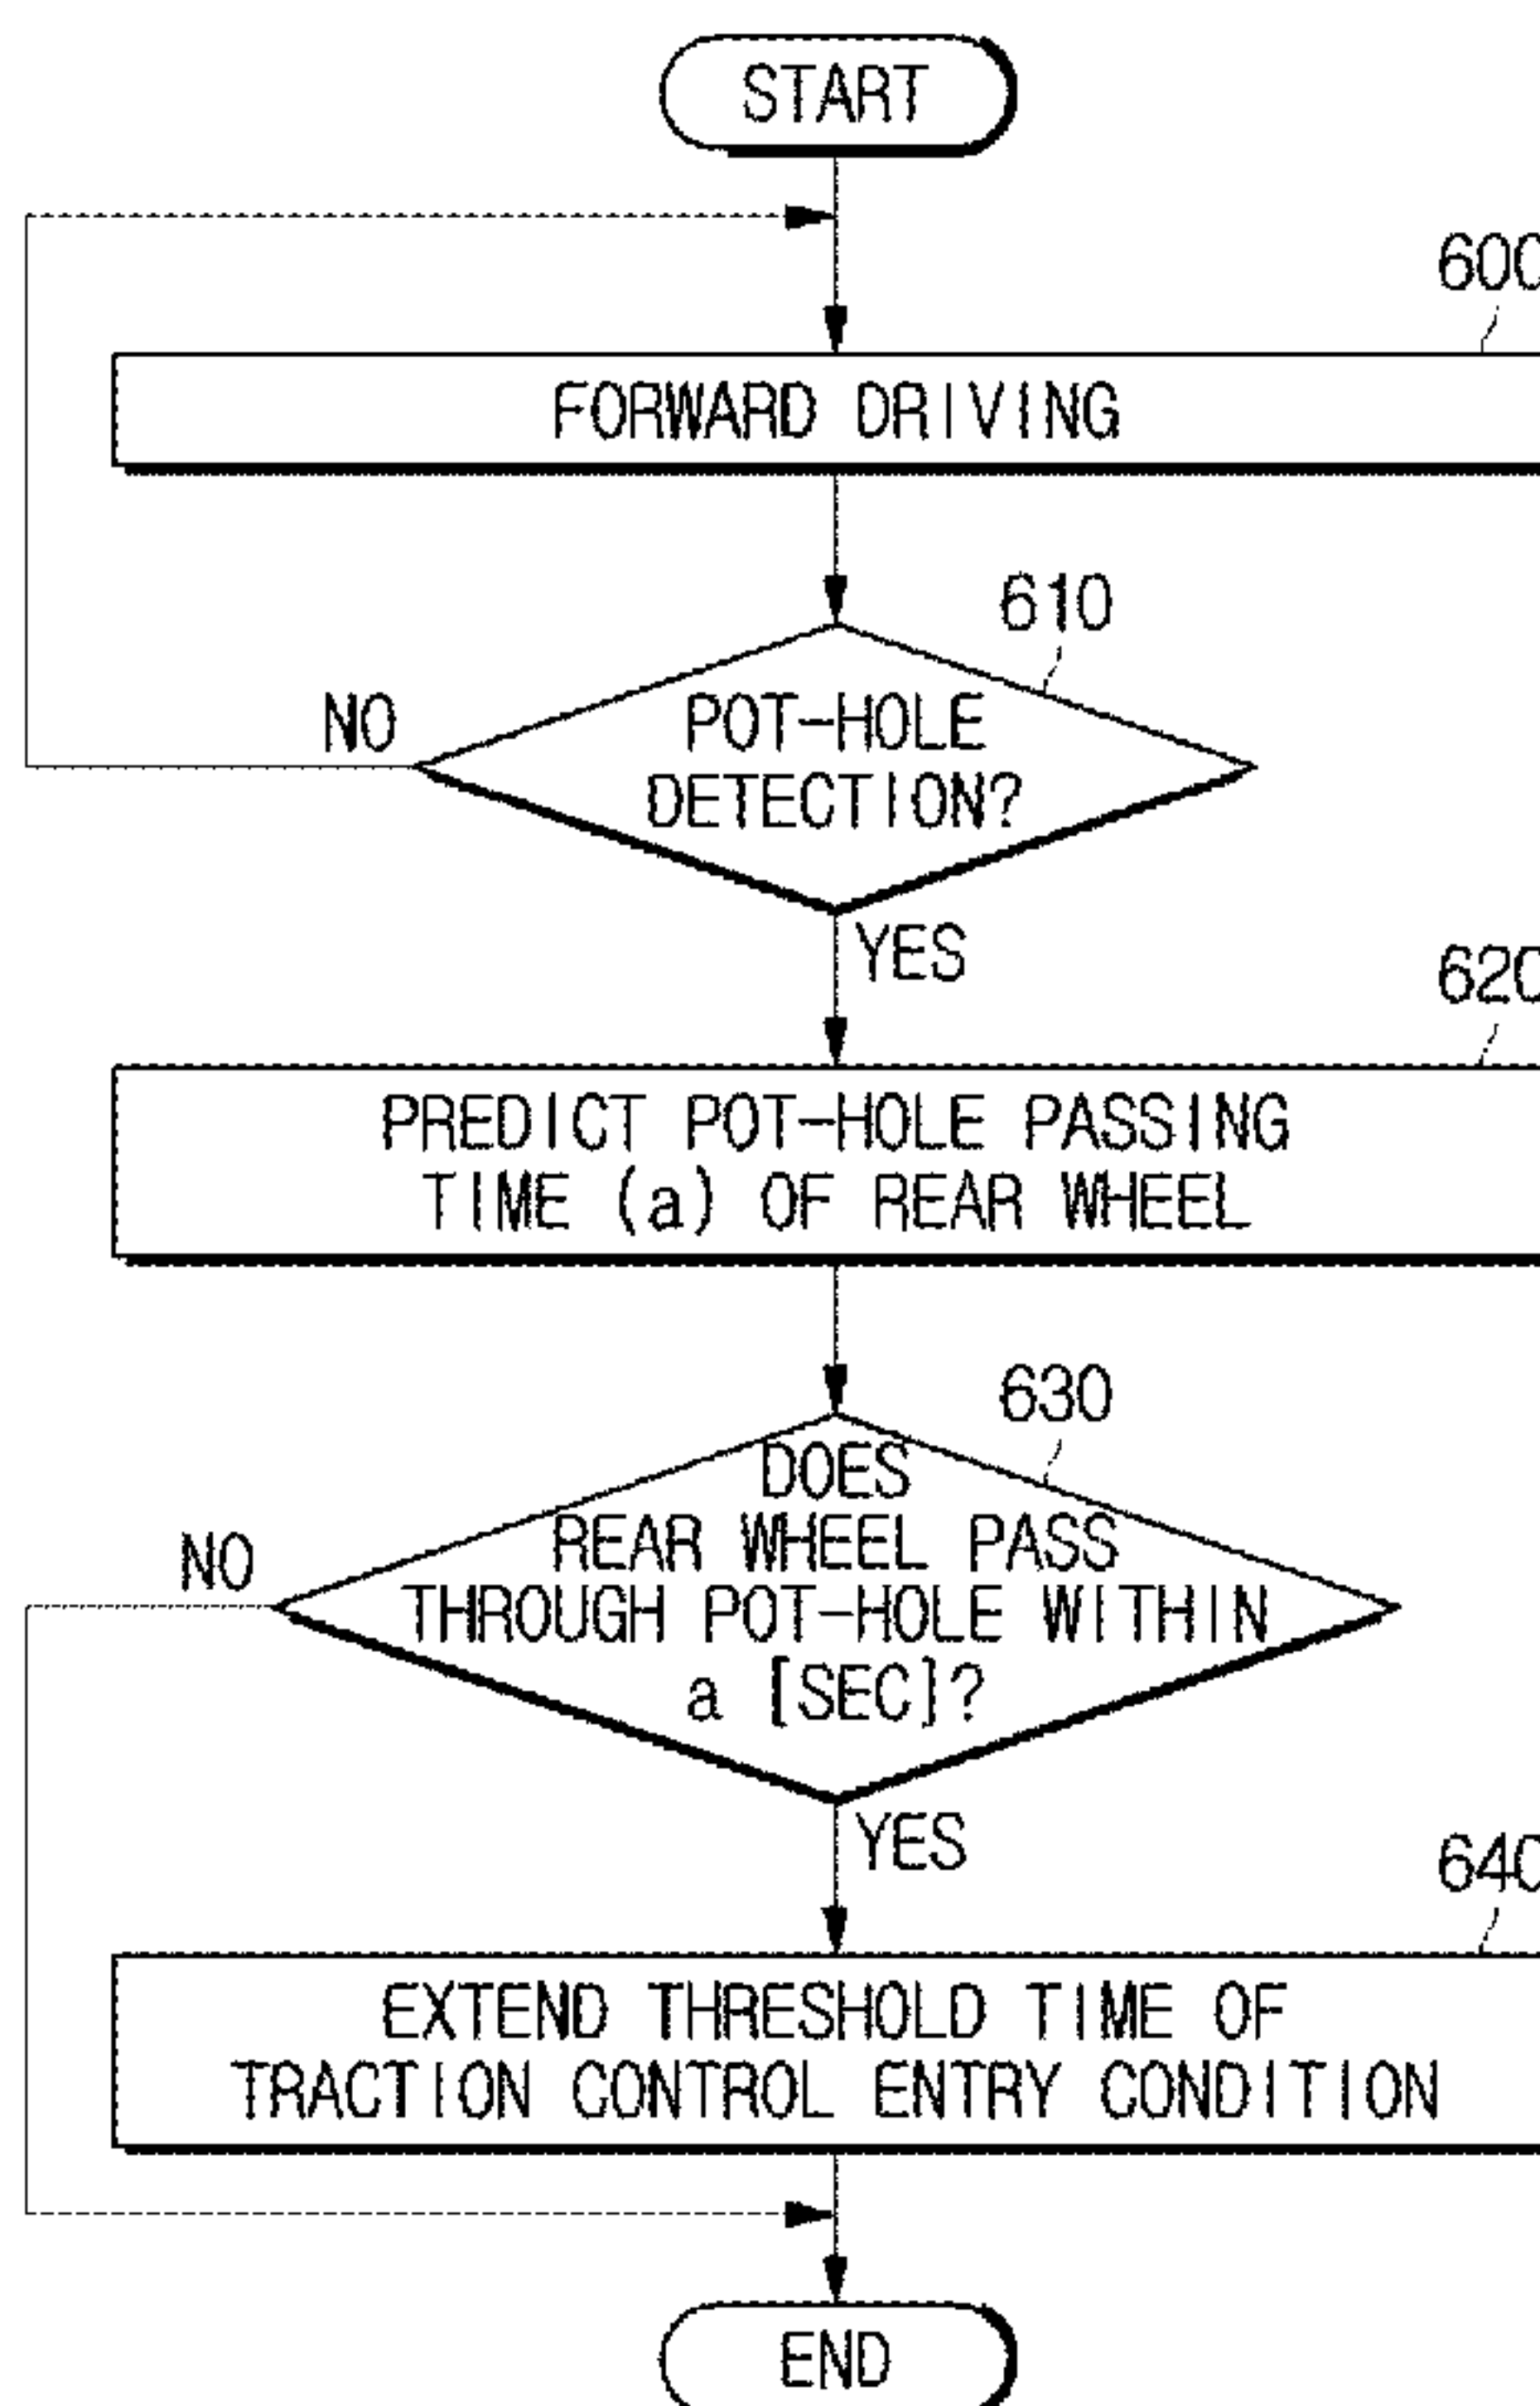 START
600
FORWARD DRIVING
610
NO
POT-HOLE
DETECTION?
YES
620
PREDICT POT-HOLE PASSING
TIME (a) OF REAR WHEEL
630
DOES
REAR WHEEL PASS
NO
THROUGH POT-HOLE WITHIN
a [SEC]?
YES
640
EXTEND THRESHOLD TIME OF
TRACTION CONTROL ENTRY CONDITION
END